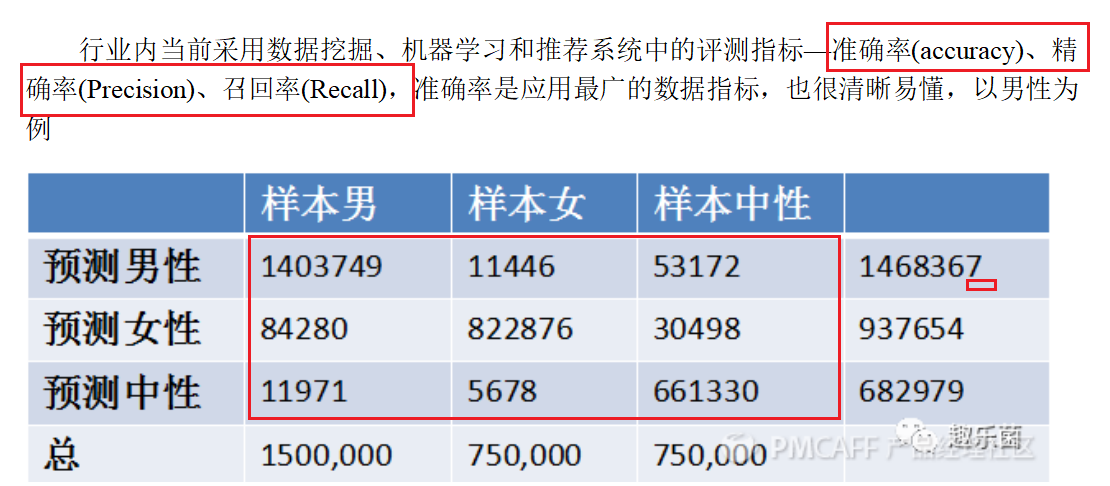 行业内当前采用数据挖掘、机器学习和推荐系统中的评测指标—准确率(accuracy)、精
确率(Precision)、召回率(Recall)，准确率是应用最广的数据指标，也很清晰易懂，以男性为
例
样本男 样本女 样本中性
预测男性 1403749 11446 53172 1468367
预测女性 84280 822876 30498 937654
预测中性 11971 5678 661330 682979
总 1500,000 750,000 750,000
PMCAFF 产品经理社区
趣乐菌